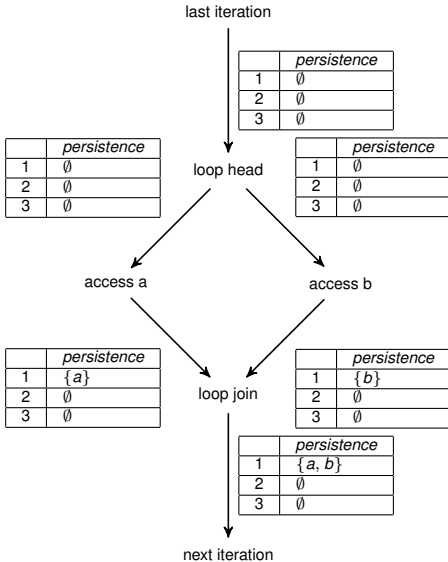 last iteration
persistence
1 ∅
2 ∅
3 ∅
persistence
1 ∅
2 ∅
3 ∅
loop head
persistence
1 ∅
2 ∅
3 ∅
access a
access b
persistence
1 {a}
2 ∅
3 ∅
loop join
persistence
1 {b}
2 ∅
3 ∅
persistence
1 {a, b}
2 ∅
3 ∅
next iteration